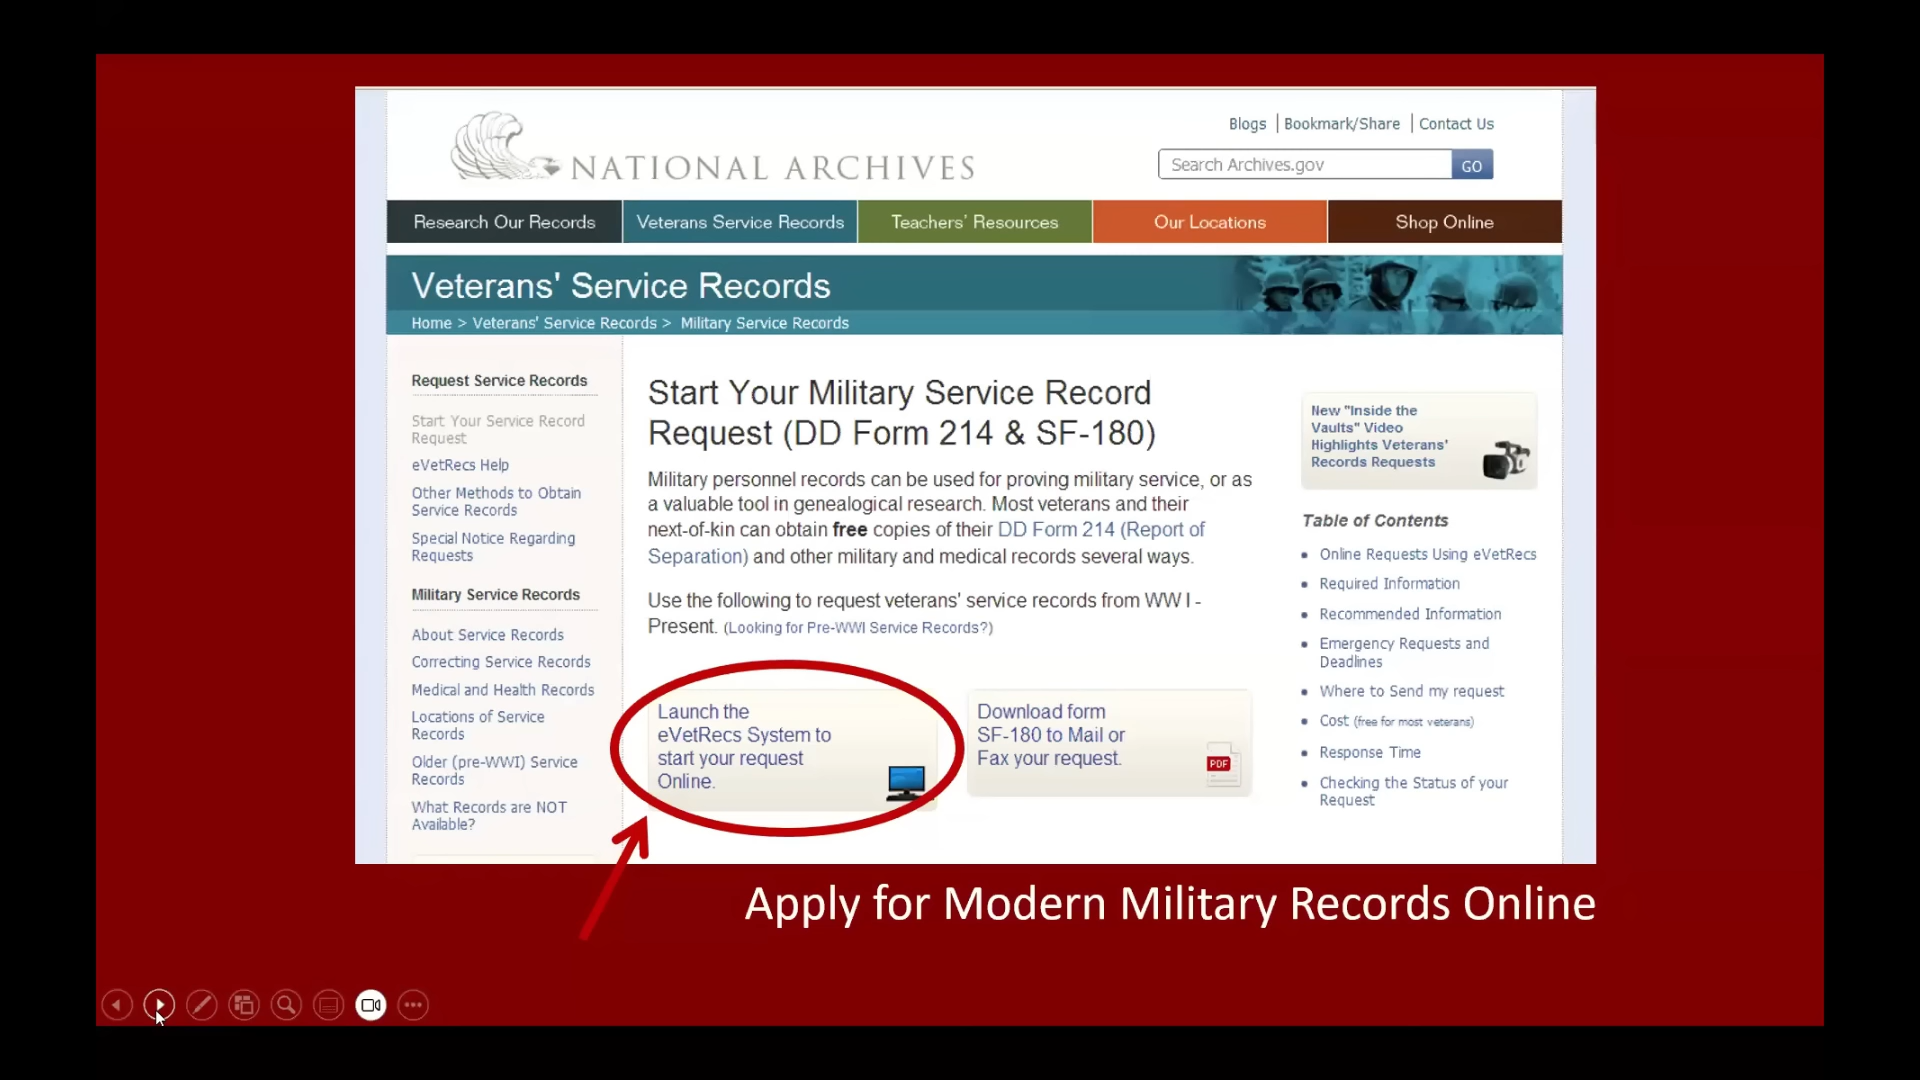 NATIONAL ARCHIVES
Blogs | Bookmark/Share | Contact Us
Search Archives.gov GO
Research Our Records
Veterans Service Records
Teachers' Resources
Our Locations
Shop Online
Veterans' Service Records
Home > Veterans' Service Records > Military Service Records
Request Service Records
Start Your Service Record
Request
eVetRecs Help
Other Methods to Obtain
Service Records
Special Notice Regarding
Requests
Military Service Records
About Service Records
Correcting Service Records
Medical and Health Records
Locations of Service
Records
Older (pre-WWI) Service
Records
What Records are NOT
Available?
Start Your Military Service Record
Request (DD Form 214 & SF-180)
Military personnel records can be used for proving military service, or as
a valuable tool in genealogical research. Most veterans and their
next-of-kin can obtain free copies of their DD Form 214 (Report of
Separation) and other military and medical records several ways.
Use the following to request veterans' service records from WW I -
Present. (Looking for Pre-WWI Service Records?)
Launch the
eVetRecs System to
start your request
Online.
Download form
SF-180 to Mail or
Fax your request.
PDF
New "Inside the
Vaults" Video
Highlights Veterans'
Records Requests
Table of Contents
• Online Requests Using eVetRecs
• Required Information
• Recommended Information
• Emergency Requests and
Deadlines
• Where to Send my request
• Cost (free for most veterans)
• Response Time
• Checking the Status of your
Request
Apply for Modern Military Records Online